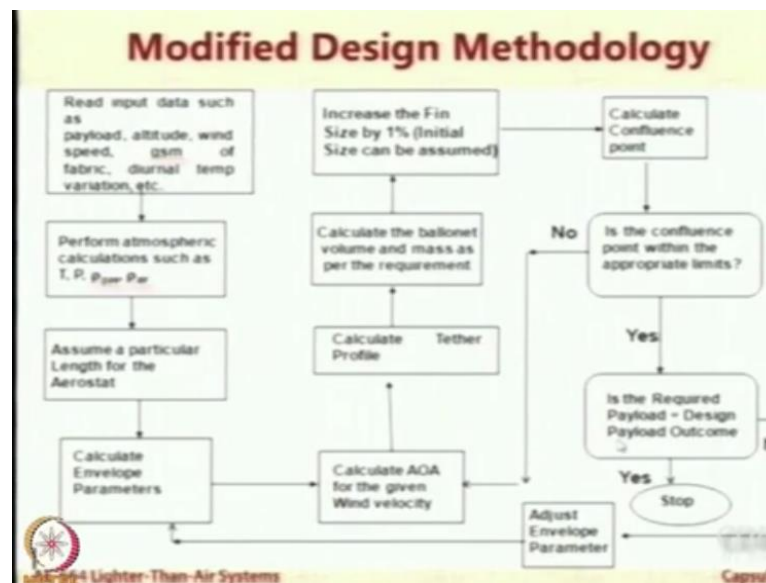 Modified Design Methodology
Read input data such
as
payload, altitude, wind
speed, gsm of
fabric, diurnal temp
variation, etc.
Perform atmospheric
calculations such as
T, P, ρgas, ρair
Assume a particular
Length for the
Aerostat
Calculate
Envelope
Parameters
Increase the Fin
Size by 1% (Initial
Size can be assumed)
Calculate the ballonet
volume and mass as
per the requirement
Calculate Tether
Profile
Calculate AOA
for the given
Wind velocity
Calculate
Confluence
point
No
Is the confluence
point within the
appropriate limits?
Yes
Is the Required
Payload = Design
Payload Outcome
Yes
Stop
Adjust
Envelope
Parameter
Lighter-Than-Air Systems
Capsu